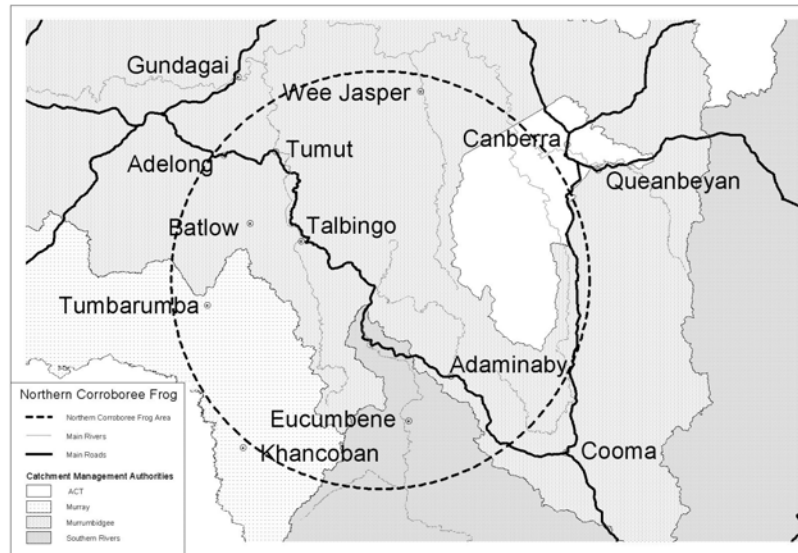 Gundagai
Wee Jasper
Canberra
Adelong
Tumut
Queanbeyan
Batlow
Talbingo
Tumbarumba
Adaminaby
Eucumbene
Khancoban
Cooma
Northern Corroboree Frog
Northern Corroboree Frog Area
Main Rivers
Main Roads
Catchment Management Authorities
ACT
Murray
Murrumbidgee
Southern Rivers